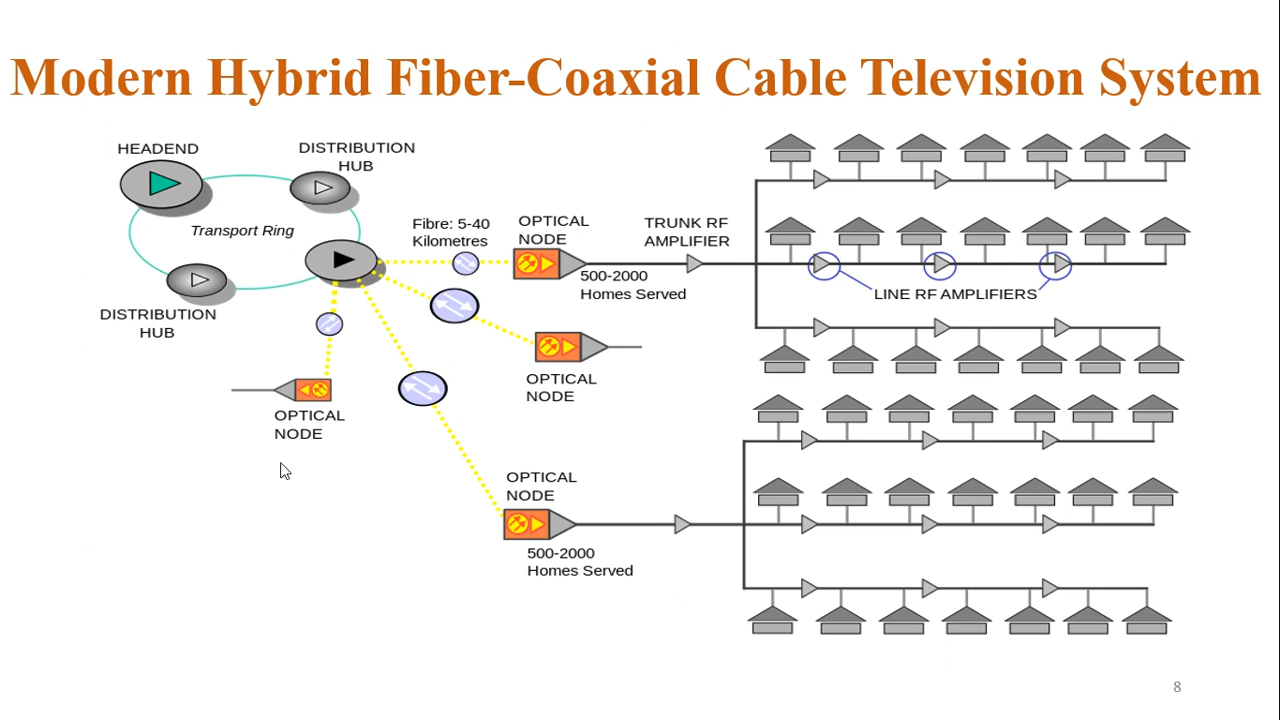 Modern Hybrid Fiber-Coaxial Cable Television System
HEADEND
DISTRIBUTION
HUB
Transport Ring
DISTRIBUTION
HUB
Fibre: 5-40
Kilometres
OPTICAL
NODE
500-2000
Homes Served
TRUNK RF
AMPLIFIER
LINE RF AMPLIFIERS
OPTICAL
NODE
OPTICAL
NODE
OPTICAL
NODE
500-2000
Homes Served
8